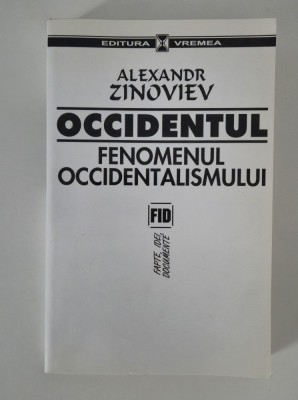 EDITURA VREMEA
ALEXANDR
ZINOVIEV
OCCIDENTUL
FENOMENUL
OCCIDENTALISMULUI
FID
FAPTE, IDEI,
DOCUMENTE